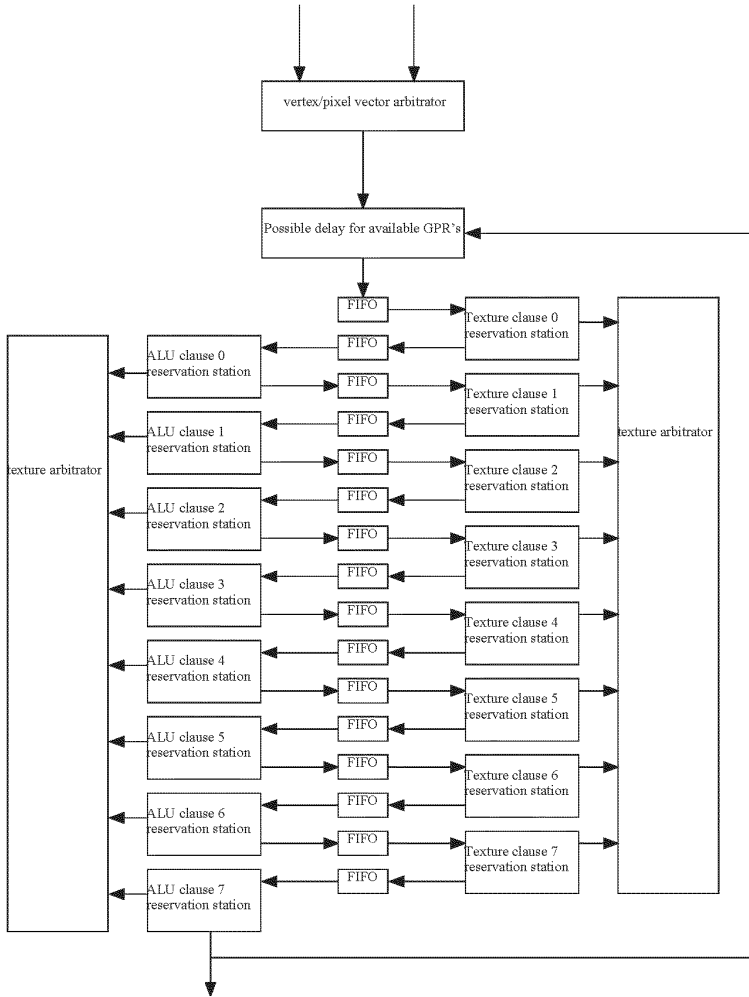 vertex/pixel vector arbitrator
Possible delay for available GPR's
FIFO
Texture clause 0
reservation station
FIFO
ALU clause 0
reservation station
FIFO
Texture clause 1
reservation station
FIFO
ALU clause 1
reservation station
texture arbitrator
texture arbitrator
FIFO
Texture clause 2
reservation station
FIFO
ALU clause 2
reservation station
FIFO
Texture clause 3
reservation station
FIFO
ALU clause 3
reservation station
FIFO
Texture clause 4
reservation station
FIFO
ALU clause 4
reservation station
FIFO
Texture clause 5
reservation station
FIFO
ALU clause 5
reservation station
FIFO
Texture clause 6
reservation station
FIFO
ALU clause 6
reservation station
FIFO
Texture clause 7
reservation station
FIFO
ALU clause 7
reservation station